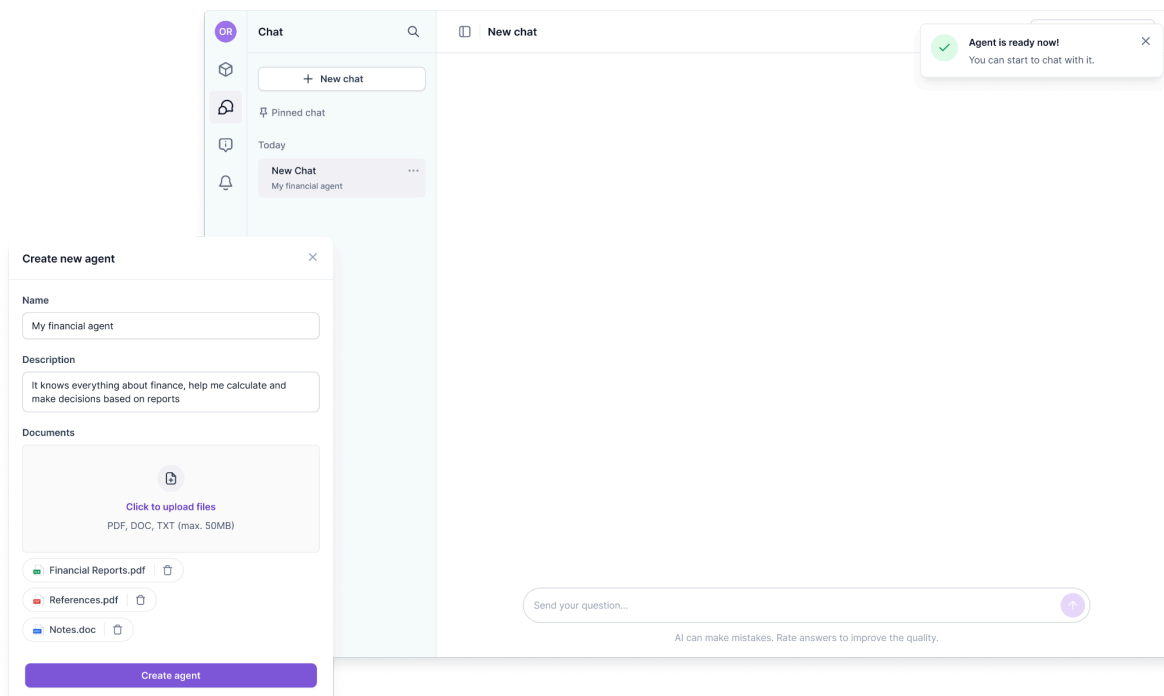 OR
Chat
New chat
Agent is ready now!
You can start to chat with it.
+ New chat
Pinned chat
Today
New Chat
My financial agent
Create new agent
Name
My financial agent
Description
It knows everything about finance, help me calculate and
make decisions based on reports
Documents
Click to upload files
PDF, DOC, TXT (max. 50MB)
Financial Reports.pdf
References.pdf
Notes.doc
Create agent
Send your question...
AI can make mistakes. Rate answers to improve the quality.